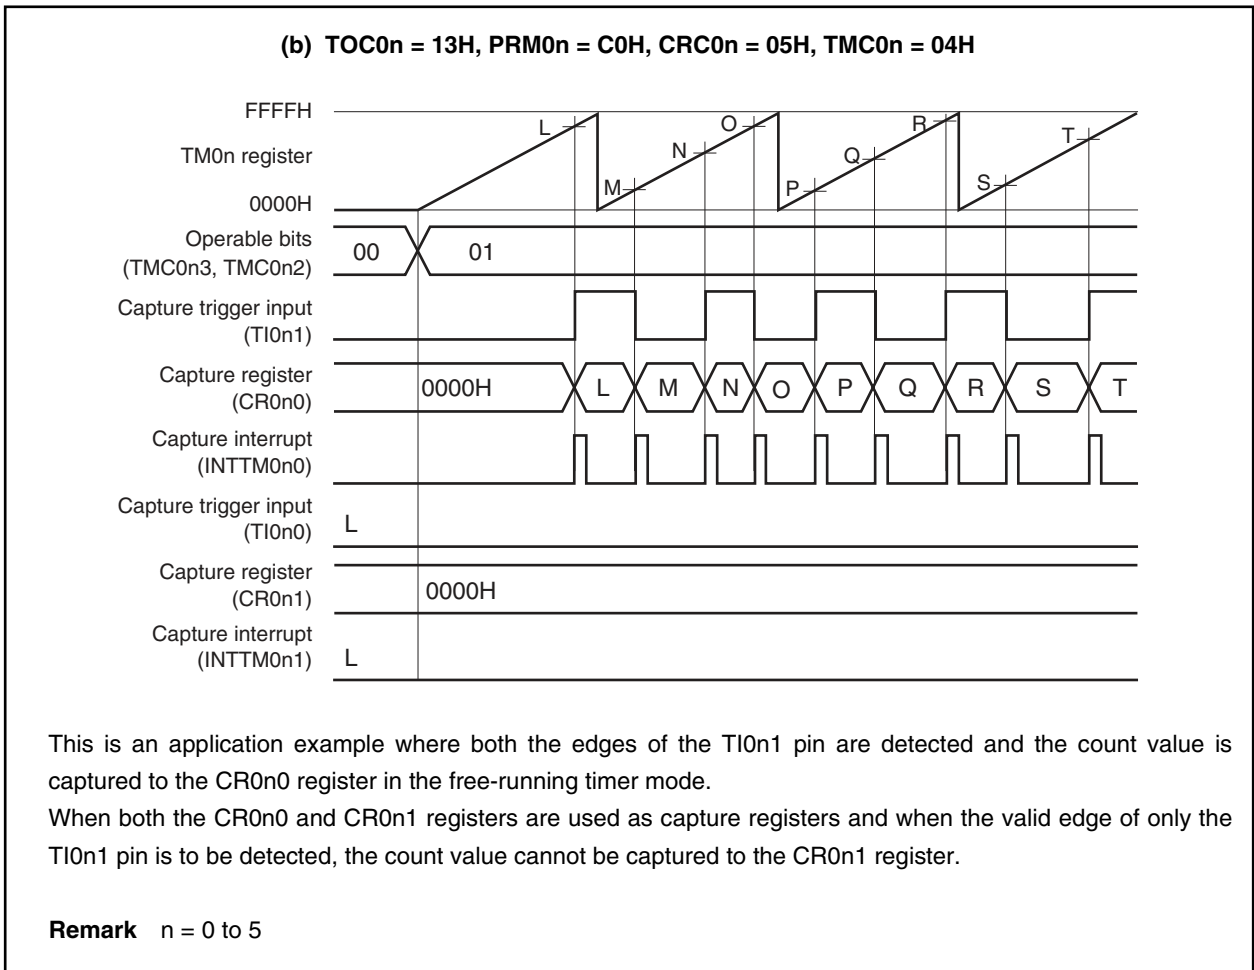 (b) TOC0n = 13H, PRM0n = C0H, CRC0n = 05H, TMC0n = 04H
FFFFH
TM0n register
0000H
L
M
N
O
P
Q
R
S
T
Operable bits
(TMC0n3, TMC0n2)
00
01
Capture trigger input
(TI0n1)
Capture register
(CR0n0)
0000H
L
M
N
O
P
Q
R
S
T
Capture interrupt
(INTTM0n0)
Capture trigger input
(TI0n0)
L
Capture register
(CR0n1)
0000H
Capture interrupt
(INTTM0n1)
L
This is an application example where both the edges of the TI0n1 pin are detected and the count value is
captured to the CR0n0 register in the free-running timer mode.
When both the CR0n0 and CR0n1 registers are used as capture registers and when the valid edge of only the
TI0n1 pin is to be detected, the count value cannot be captured to the CR0n1 register.
Remark n = 0 to 5